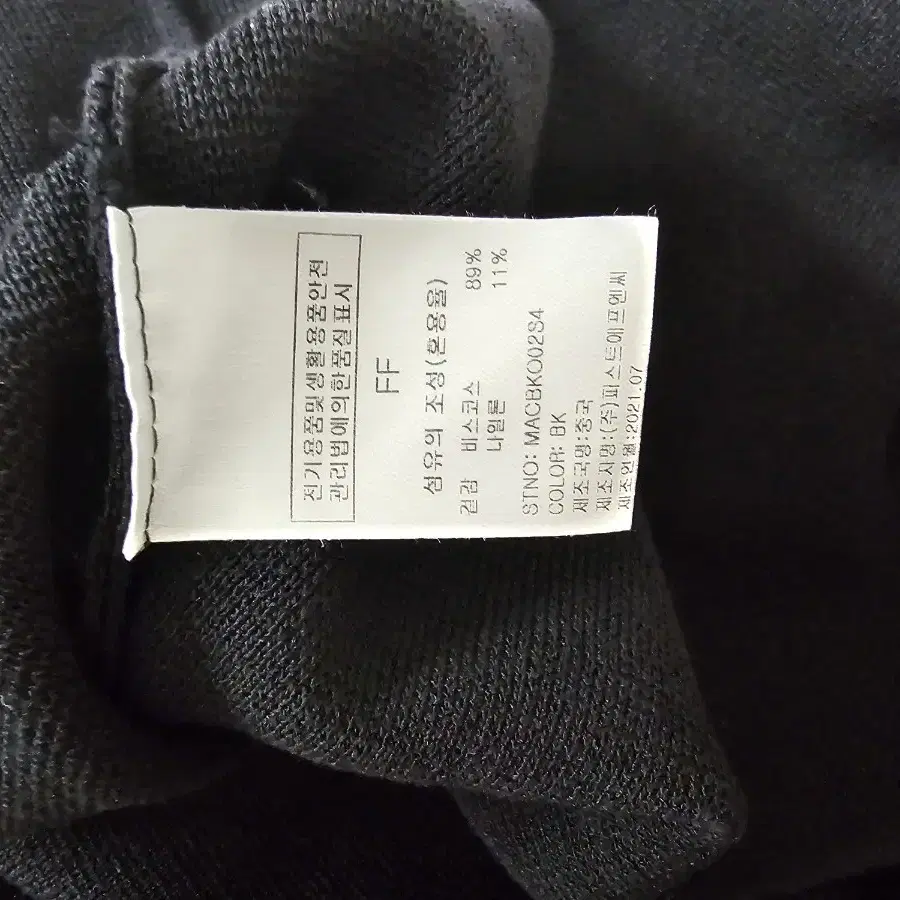 전기용품및생활용품안전
관리법에의한품질표시
FF
섬유의 조성(혼용율)
겉감 비스코스 89%
나일론 11%
STNO: MACBKO02S4
COLOR: BK
제조국명:중국
제조사명:(주)퍼스트에프엔씨
제조연월:2021.07